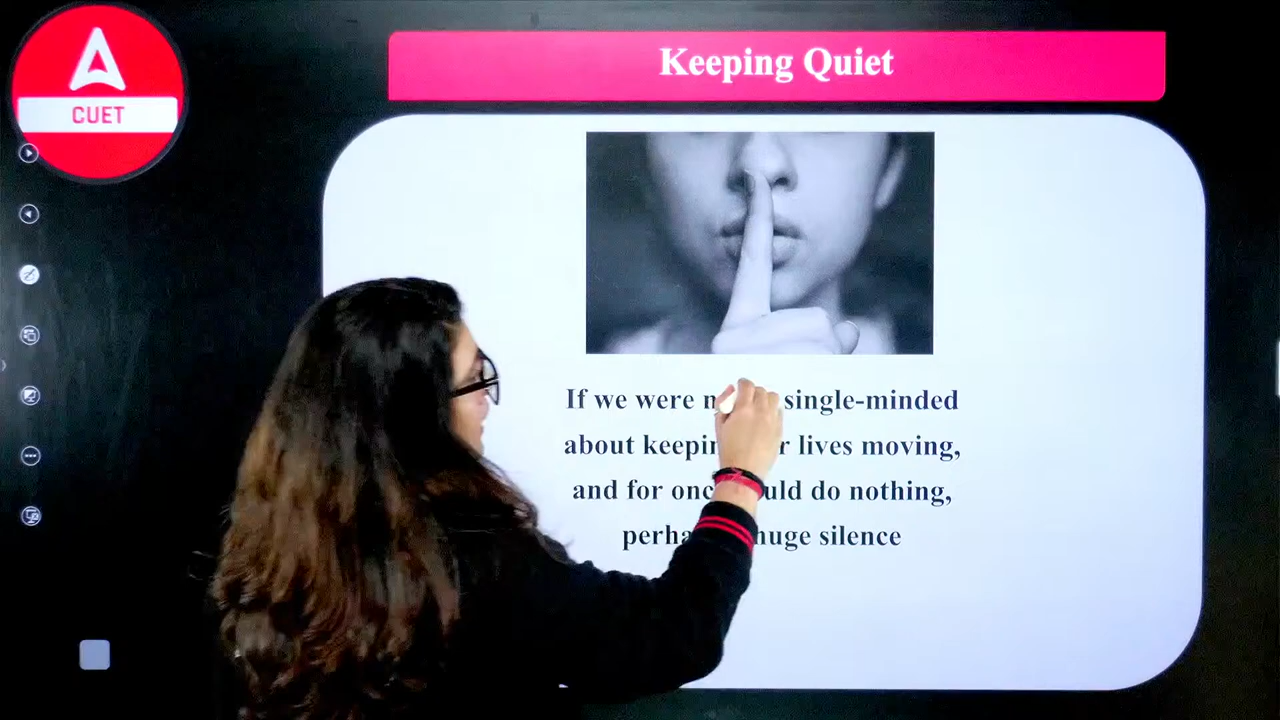 CUET
Keeping Quiet
If we were single-minded
about lives moving,
and for do nothing,
huge silence